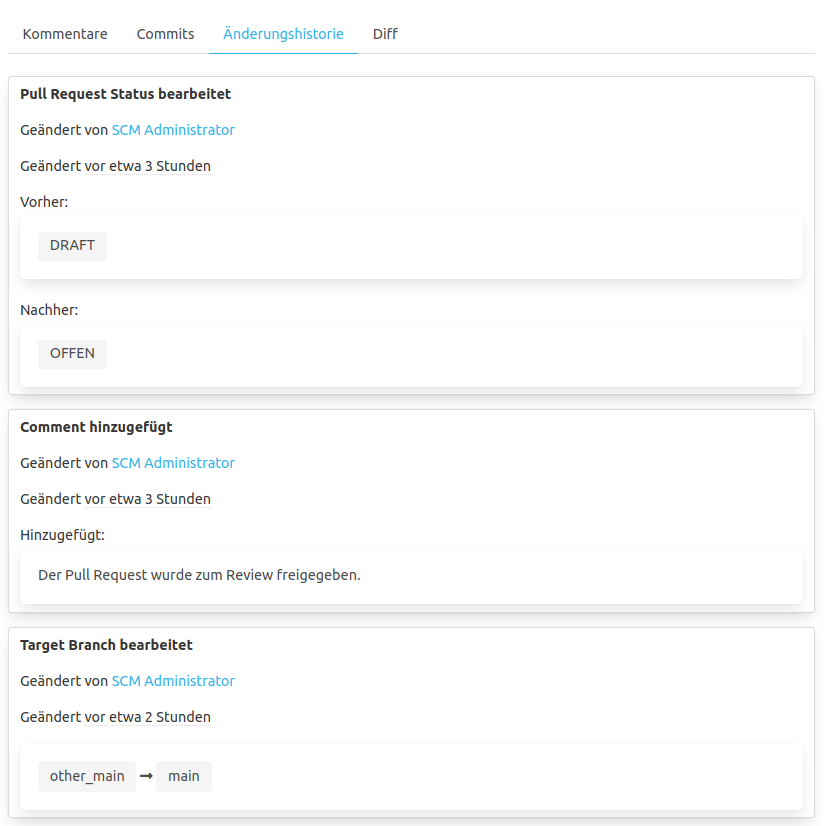 Kommentare Commits Änderungshistorie Diff
Pull Request Status bearbeitet
Geändert von SCM Administrator
Geändert vor etwa 3 Stunden
Vorher:
DRAFT
Nachher:
OFFEN
Comment hinzugefügt
Geändert von SCM Administrator
Geändert vor etwa 3 Stunden
Hinzugefügt:
Der Pull Request wurde zum Review freigegeben.
Target Branch bearbeitet
Geändert von SCM Administrator
Geändert vor etwa 2 Stunden
other_main → main